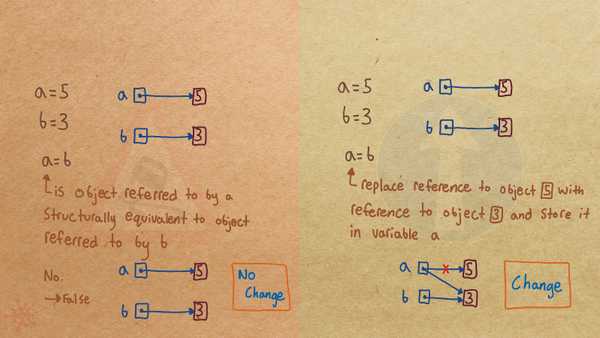 a=5
b=3
a=b
a 5
b 3
is object referred to by a
structurally equivalent to object
referred to by b
No.
→False
a 5
b 3
No
Change
a=5
b=3
a=b
a 5
b 3
replace reference to object 5 with
reference to object 3 and store it
in variable a
a x 5
b 3
Change